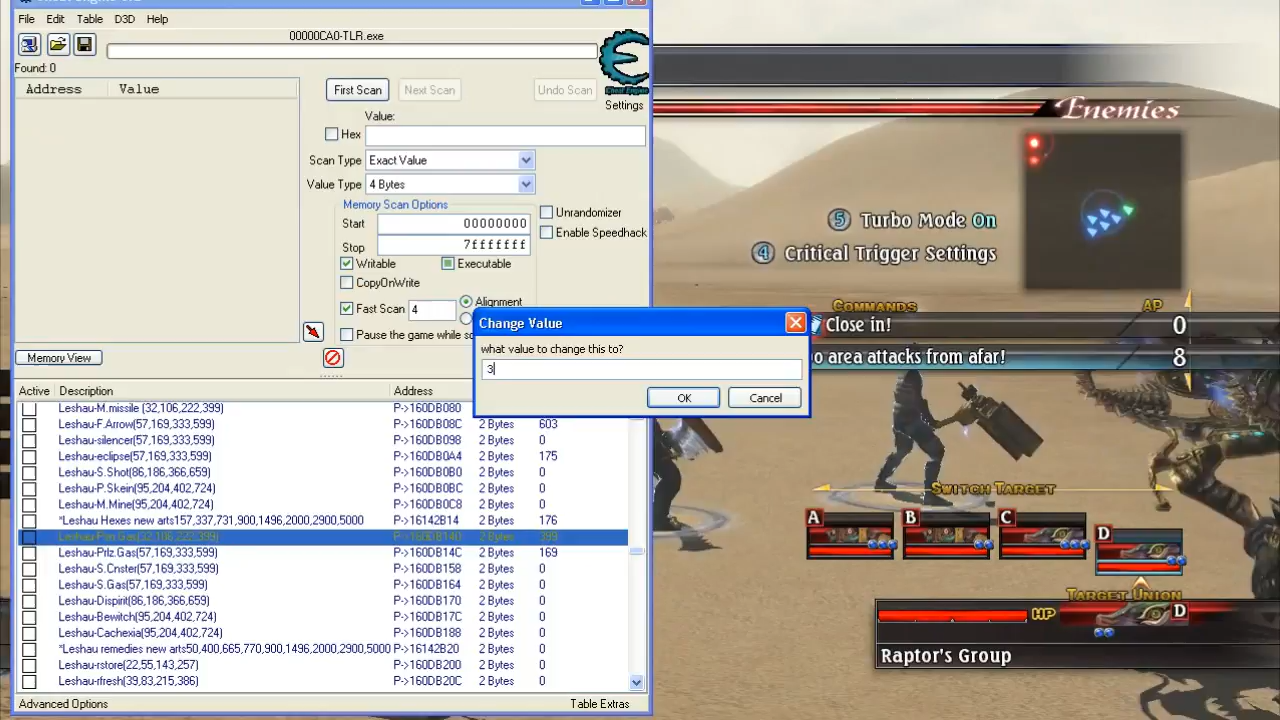 File Edit Table D3D Help
00000CA0-TLR.exe
Found: 0
Address Value
First Scan Next Scan Undo Scan
Cheat Engine
Settings
Value:
Hex
Scan Type Exact Value
Value Type 4 Bytes
Memory Scan Options
Start 00000000
Stop 7fffffff
Unrandomizer
Enable Speedhack
Writable Executable
CopyOnWrite
Fast Scan 4 Alignment
Pause the game while
Memory View
Change Value
what value to change this to?
3
OK Cancel
Active Description Address
Leshau-M.missile (32,106,222,399) P->160DB080 2 Bytes 0
Leshau-F.Arrow(57,169,333,599) P->160DB08C 2 Bytes 603
Leshau-silencer P->160DB098 2 Bytes 0
Leshau-eclipse(57,169,333,599) P->160DB0A4 2 Bytes 175
Leshau-S.Shot(86,186,366,659) P->160DB0B0 2 Bytes 0
Leshau-P.Skein(95,204,402,724) P->160DB0BC 2 Bytes 0
Leshau-M.Mine(95,204,402,724) P->160DB0C8 2 Bytes 0
*Leshau Hexes new arts157,337,731,900,1496,2000,2900,5000 P->16142B14 2 Bytes 176
P->160DB140 2 Bytes 399
Leshau-Prlz.Gas(57,169,333,599) P->160DB14C 2 Bytes 169
Leshau-S.Cnster(57,169,333,599) P->160DB158 2 Bytes 0
Leshau-S.Gas(57,169,333,599) P->160DB164 2 Bytes 0
Leshau-Dispirit(86,186,366,659) P->160DB170 2 Bytes 0
Leshau-Bewitch(95,204,402,724) P->160DB17C 2 Bytes 0
Leshau-Cachexia(95,204,402,724) P->160DB188 2 Bytes 0
*Leshau remedies new arts50,400,665,770,900,1496,2000,2900,5000 P->16142B20 2 Bytes 0
Leshau-rstore(22,55,143,257) P->160DB200 2 Bytes 0
Leshau-rfresh(39,83,215,386) P->160DB20C 2 Bytes 0
Advanced Options Table Extras
Enemies
5 Turbo Mode On
4 Critical Trigger Settings
Commands AP
Close in! 0
area attacks from afar! 8
Switch Target
A B C D
Target Union
HP D
Raptor's Group